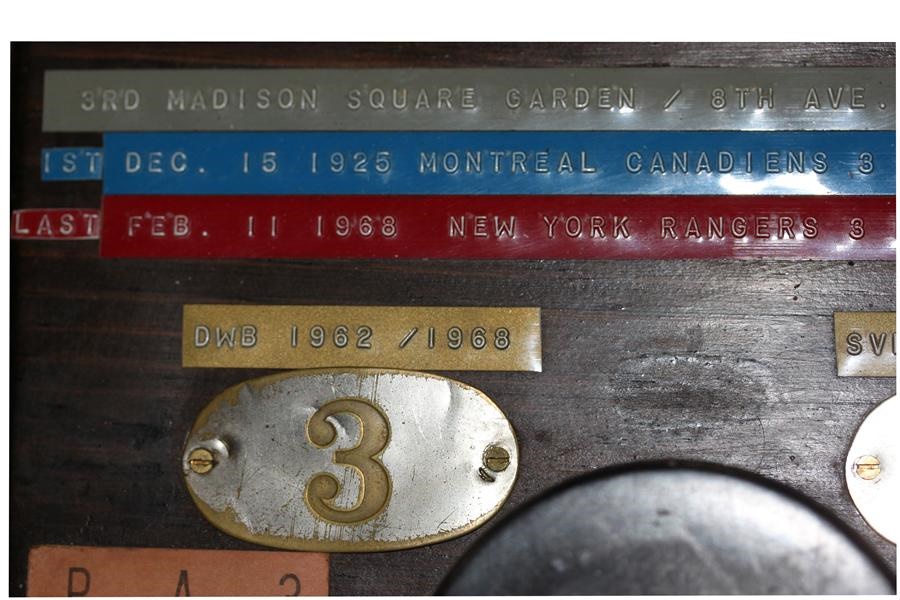 3RD MADISON SQUARE GARDEN / 8TH AVE.
1ST DEC. 15 1925 MONTREAL CANADIENS 3
LAST FEB. 11 1968 NEW YORK RANGERS 3
DWB 1962 /1968
3